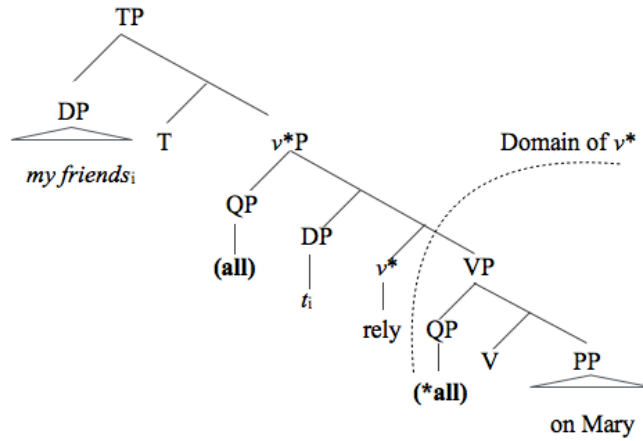 TP
DP
T
v*P
Domain of v*
my friendsi
QP
DP
v*
VP
(all)
ti
rely
QP
V
PP
(*all)
on Mary